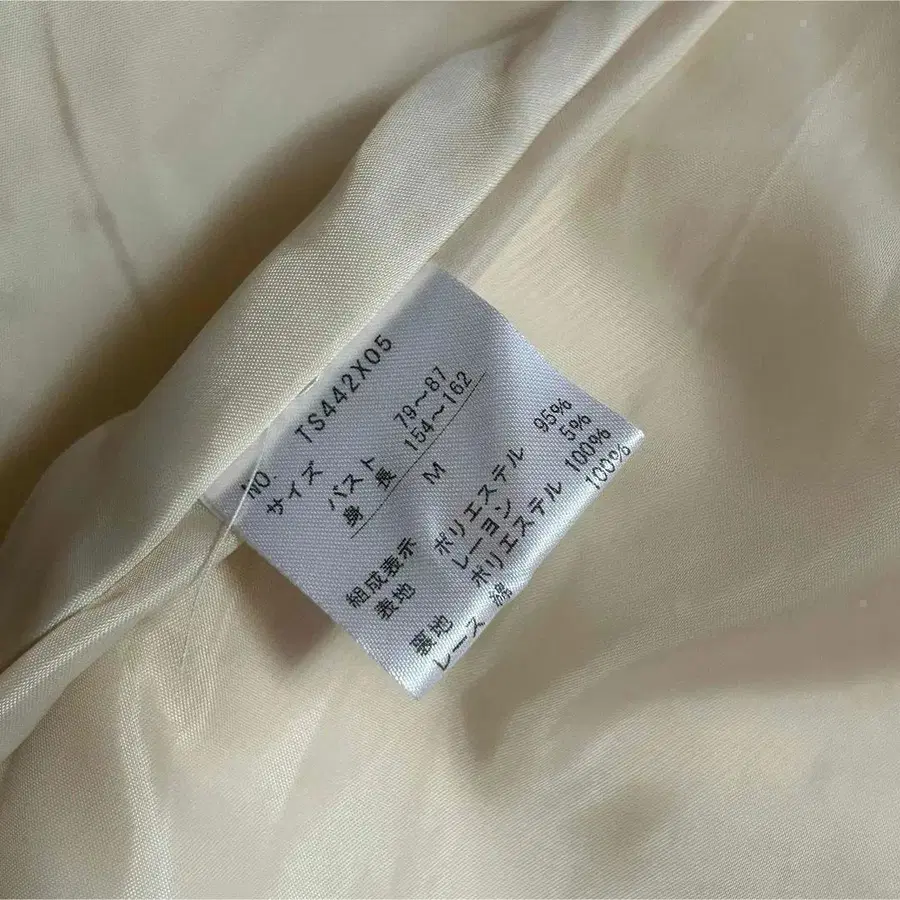 NO. TS442X05
サイズ
バスト 79～87
身長 154～162
M
組成表示
表地 ポリエステル 95%
レーヨン 5%
裏地 ポリエステル 100%
レース 綿 100%